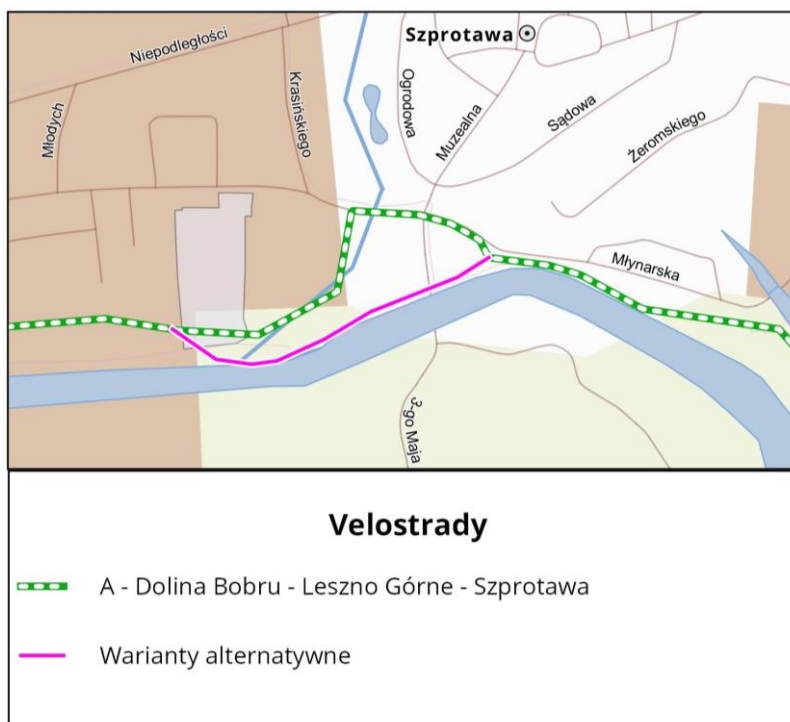 Szprotawa
Niepodległości
Młodych
Krasińskiego
Ogrodowa
Muzealna
Sądowa
Żeromskiego
Młynarska
3-go Maja
Velostrady
A - Dolina Bobru - Leszno Górne - Szprotawa
Warianty alternatywne